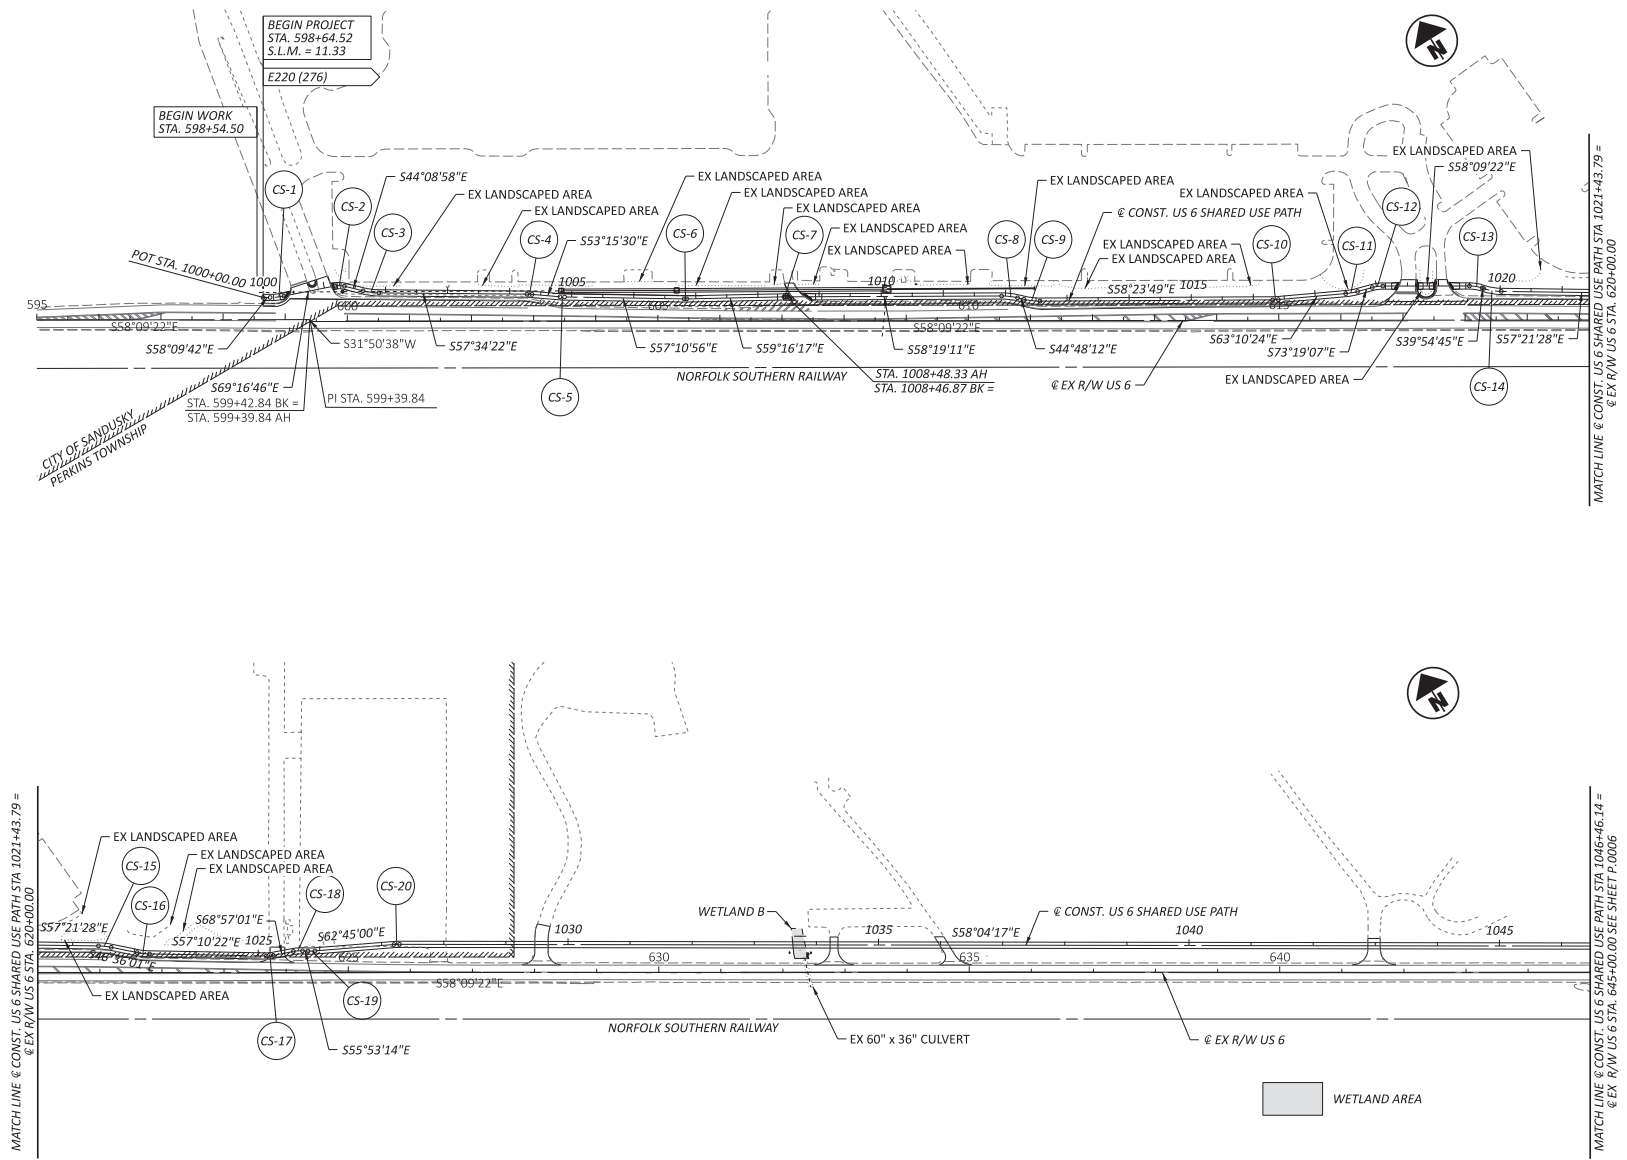 BEGIN PROJECT
STA. 598+64.52
S.L.M. = 11.33
E220 (276)
BEGIN WORK
STA. 598+54.50
N
EX LANDSCAPED AREA
S58°09'22"E
CS-1
CS-2
S44°08'58"E
EX LANDSCAPED AREA
EX LANDSCAPED AREA
EX LANDSCAPED AREA
EX LANDSCAPED AREA
EX LANDSCAPED AREA
EX LANDSCAPED AREA
EX LANDSCAPED AREA
EX LANDSCAPED AREA
EX LANDSCAPED AREA
℄ CONST. US 6 SHARED USE PATH
EX LANDSCAPED AREA
CS-12
CS-3
CS-4
S53°15'30"E
CS-6
CS-7
EX LANDSCAPED AREA
CS-8
CS-9
EX LANDSCAPED AREA
EX LANDSCAPED AREA
CS-10
CS-11
CS-13
POT STA. 1000+00.00
1000
1005
1010
S58°23'49"E
1015
1020
595
600
605
610
615
S58°09'22"E
S58°09'22"E
S58°09'42"E
S31°50'38"W
S57°34'22"E
S57°10'56"E
S59°16'17"E
S58°19'11"E
S44°48'12"E
S63°10'24"E
S73°19'07"E
S39°54'45"E
S57°21'28"E
S69°16'46"E
STA. 599+42.84 BK =
STA. 599+39.84 AH
PI STA. 599+39.84
CS-5
NORFOLK SOUTHERN RAILWAY
STA. 1008+48.33 AH
STA. 1008+46.87 BK =
℄ EX R/W US 6
EX LANDSCAPED AREA
CS-14
CITY OF SANDUSKY
PERKINS TOWNSHIP
MATCH LINE ℄ CONST. US 6 SHARED USE PATH STA 1021+43.79 =
℄ EX R/W US 6 STA. 620+00.00
N
MATCH LINE ℄ CONST. US 6 SHARED USE PATH STA 1021+43.79 =
℄ EX R/W US 6 STA. 620+00.00
EX LANDSCAPED AREA
EX LANDSCAPED AREA
EX LANDSCAPED AREA
CS-15
CS-16
CS-18
CS-20
S57°21'28"E
S57°10'22"E
S68°57'01"E
1025
S62°45'00"E
S48°36'01"E
625
EX LANDSCAPED AREA
CS-17
CS-19
S55°53'14"E
S58°09'22"E
1030
630
WETLAND B
1035
635
S58°04'17"E
℄ CONST. US 6 SHARED USE PATH
1040
640
1045
NORFOLK SOUTHERN RAILWAY
EX 60" x 36" CULVERT
℄ EX R/W US 6
WETLAND AREA
MATCH LINE ℄ CONST. US 6 SHARED USE PATH STA 1046+46.14 =
℄ EX R/W US 6 STA. 645+00.00 SEE SHEET P.0006